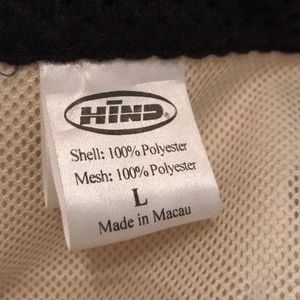 HIND®
Shell: 100% Polyester
Mesh: 100% Polyester
L
Made in Macau